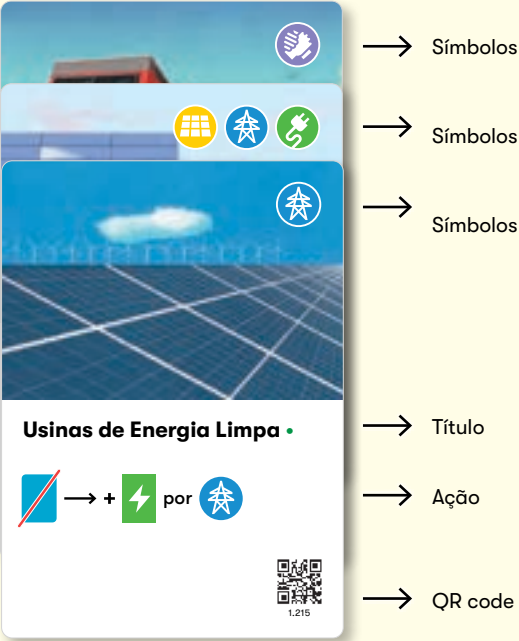 Símbolos
Símbolos
Símbolos
Usinas de Energia Limpa •
Título
+ por
Ação
1.215
QR code